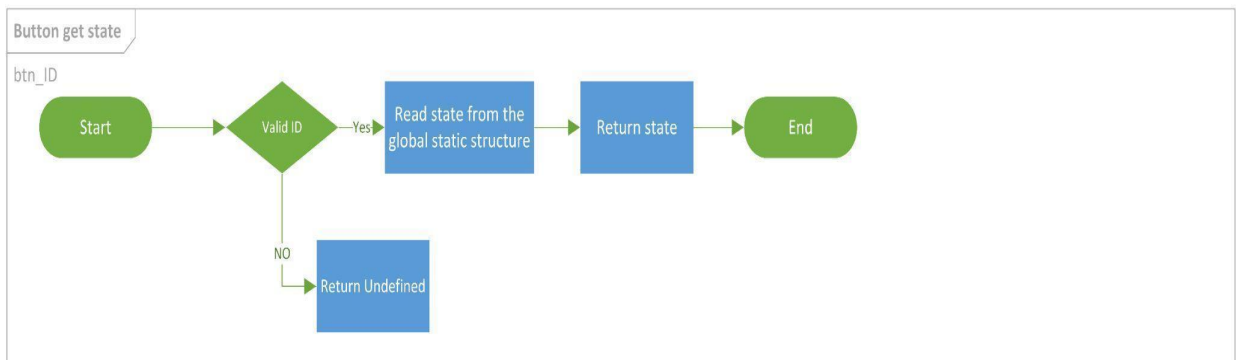 Button get state
btn_ID
Start
Valid ID
Yes
Read state from the
global static structure
Return state
End
NO
Return Undefined